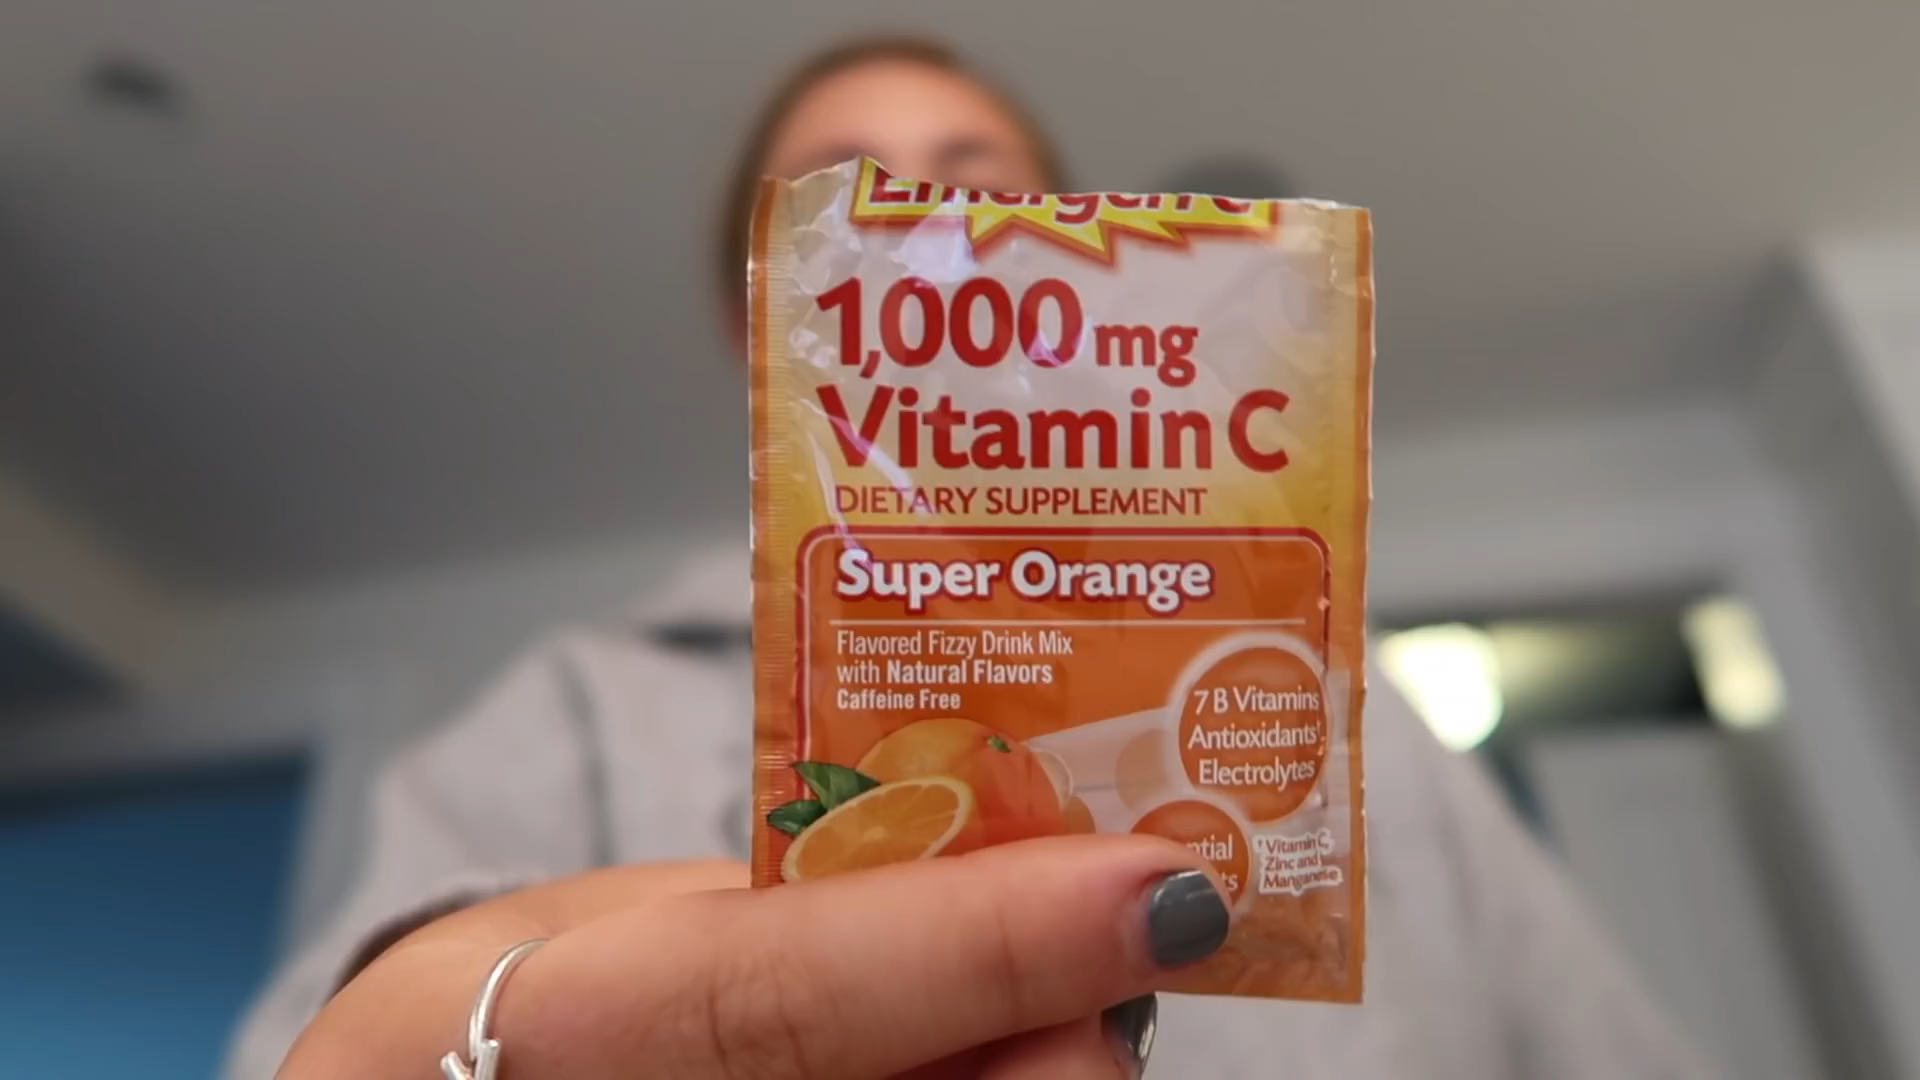 Emergen-C
1,000 mg
Vitamin C
DIETARY SUPPLEMENT
Super Orange
Flavored Fizzy Drink Mix
with Natural Flavors
Caffeine Free
7 B Vitamins
Antioxidants†
Electrolytes
†Vitamin C,
Zinc and
Manganese